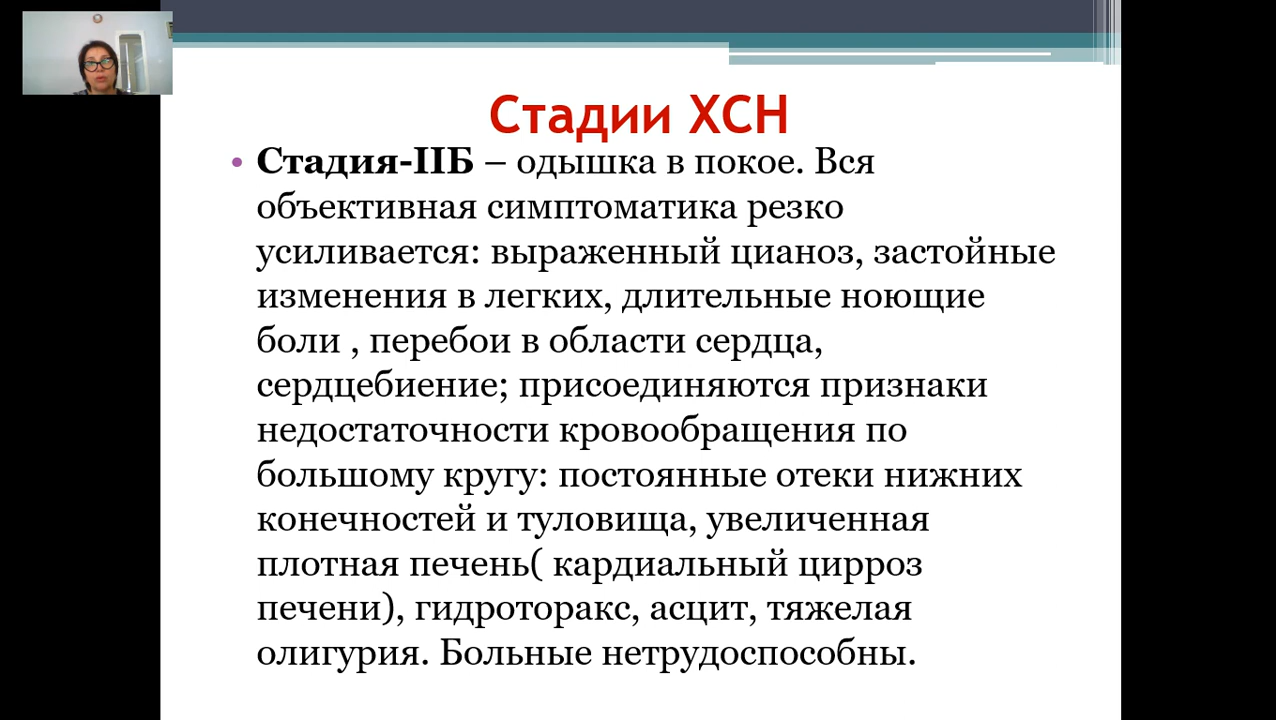 Стадии ХСН
• Стадия-IIБ – одышка в покое. Вся
объективная симптоматика резко
усиливается: выраженный цианоз, застойные
изменения в легких, длительные ноющие
боли , перебои в области сердца,
сердцебиение; присоединяются признаки
недостаточности кровообращения по
большому кругу: постоянные отеки нижних
конечностей и туловища, увеличенная
плотная печень( кардиальный цирроз
печени), гидроторакс, асцит, тяжелая
олигурия. Больные нетрудоспособны.